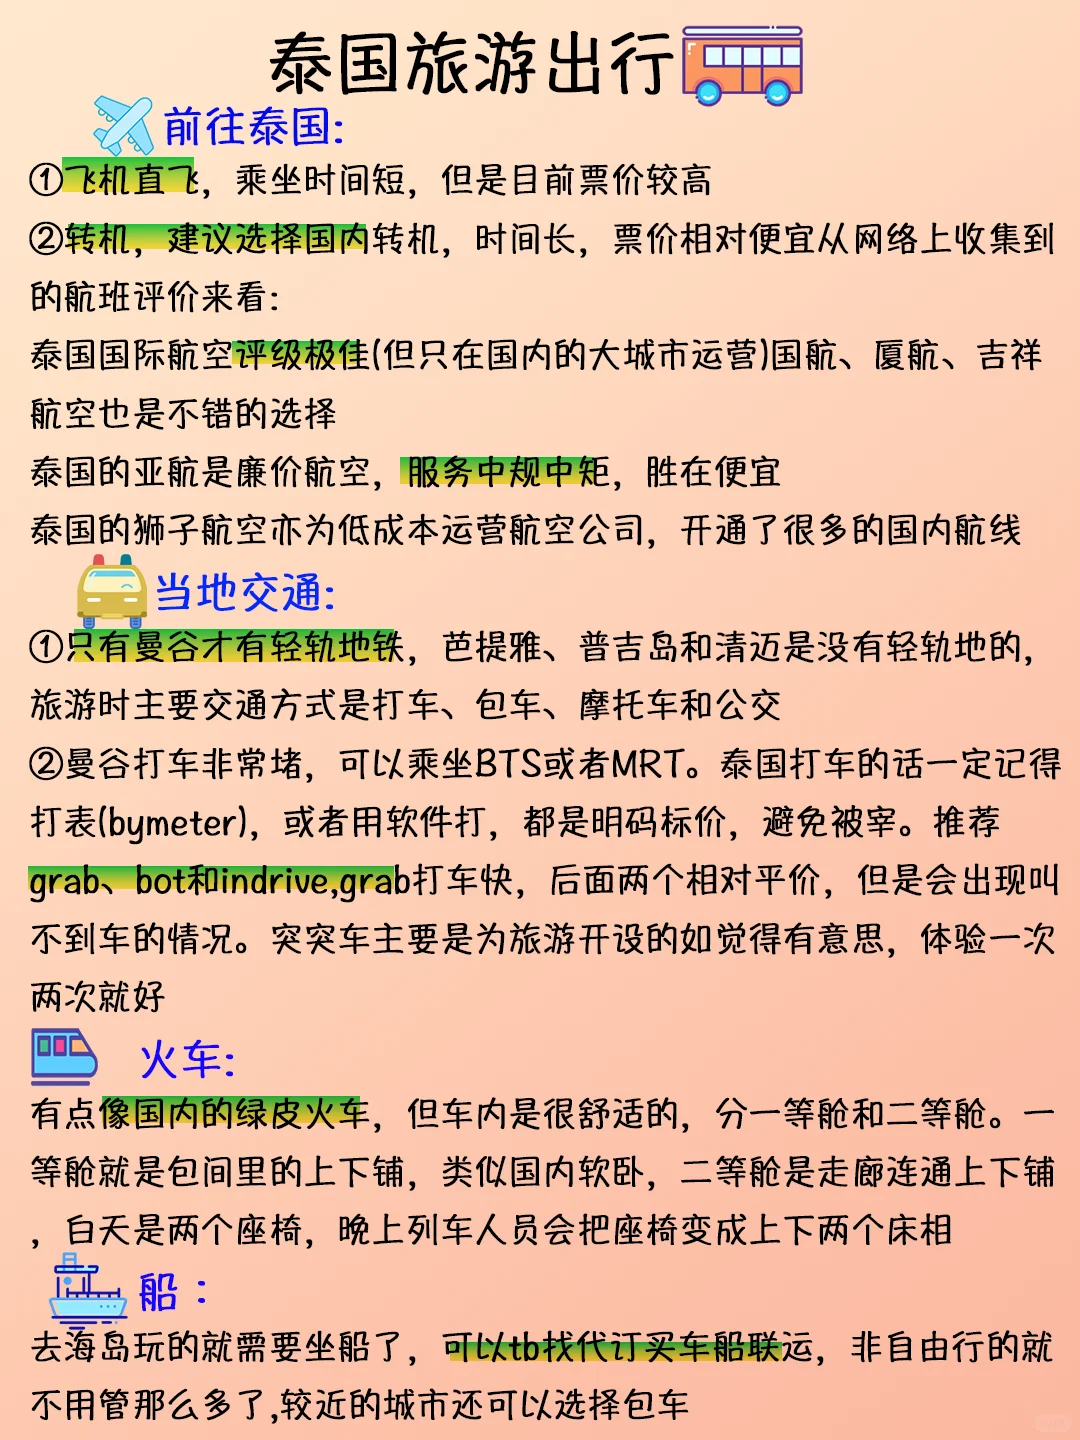 泰国旅游出行
前往泰国:
①飞机直飞，乘坐时间短，但是目前票价较高
②转机，建议选择国内转机，时间长，票价相对便宜从网络上收集到
的航班评价来看:
泰国国际航空评级极佳(但只在国内的大城市运营)国航、厦航、吉祥
航空也是不错的选择
泰国的亚航是廉价航空，服务中规中矩，胜在便宜
泰国的狮子航空亦为低成本运营航空公司，开通了很多的国内航线
当地交通:
①只有曼谷才有轻轨地铁，芭提雅、普吉岛和清迈是没有轻轨地的，
旅游时主要交通方式是打车、包车、摩托车和公交
②曼谷打车非常堵，可以乘坐BTS或者MRT。泰国打车的话一定记得
打表(bymeter)，或者用软件打，都是明码标价，避免被宰。推荐
grab、bot和indrive,grab打车快，后面两个相对平价，但是会出现叫
不到车的情况。突突车主要是为旅游开设的如觉得有意思，体验一次
两次就好
火车:
有点像国内的绿皮火车，但车内是很舒适的，分一等舱和二等舱。一
等舱就是包间里的上下铺，类似国内软卧，二等舱是走廊连通上下铺
，白天是两个座椅，晚上列车人员会把座椅变成上下两个床相
船：
去海岛玩的就需要坐船了，可以tb找代订买车船联运，非自由行的就
不用管那么多了,较近的城市还可以选择包车